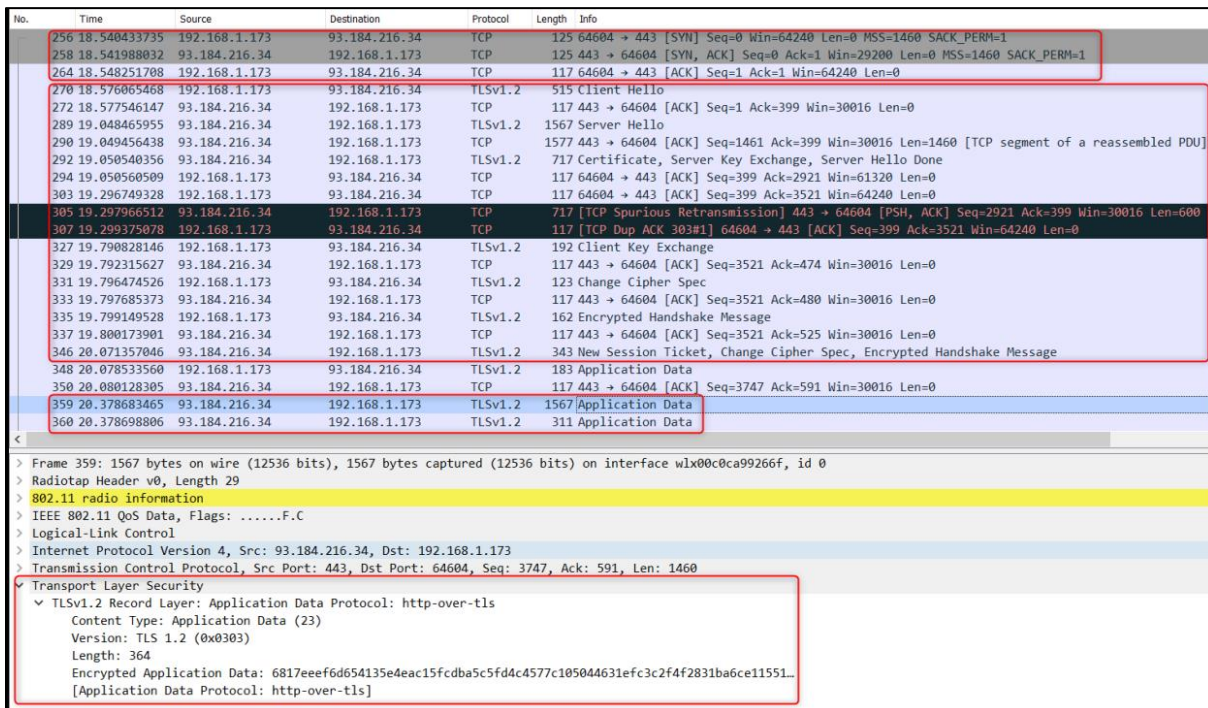 No. Time Source Destination Protocol Length Info
256 18.540433735 192.168.1.173 93.184.216.34 TCP 125 64604 → 443 [SYN] Seq=0 Win=64240 Len=0 MSS=1460 SACK_PERM=1
258 18.541988032 93.184.216.34 192.168.1.173 TCP 125 443 → 64604 [SYN, ACK] Seq=0 Ack=1 Win=29200 Len=0 MSS=1460 SACK_PERM=1
264 18.548251708 192.168.1.173 93.184.216.34 TCP 117 64604 → 443 [ACK] Seq=1 Ack=1 Win=64240 Len=0
270 18.576065468 192.168.1.173 93.184.216.34 TLSv1.2 515 Client Hello
272 18.577546147 93.184.216.34 192.168.1.173 TCP 117 443 → 64604 [ACK] Seq=1 Ack=399 Win=30016 Len=0
289 19.048465955 93.184.216.34 192.168.1.173 TLSv1.2 1567 Server Hello
290 19.049456438 93.184.216.34 192.168.1.173 TCP 1577 443 → 64604 [ACK] Seq=1461 Ack=399 Win=30016 Len=1460 [TCP segment of a reassembled PDU]
292 19.050540356 93.184.216.34 192.168.1.173 TLSv1.2 717 Certificate, Server Key Exchange, Server Hello Done
294 19.050560509 192.168.1.173 93.184.216.34 TCP 117 64604 → 443 [ACK] Seq=399 Ack=2921 Win=61320 Len=0
303 19.296749328 192.168.1.173 93.184.216.34 TCP 117 64604 → 443 [ACK] Seq=399 Ack=3521 Win=64240 Len=0
305 19.297966512 93.184.216.34 192.168.1.173 TCP 717 [TCP Spurious Retransmission] 443 → 64604 [PSH, ACK] Seq=2921 Ack=399 Win=30016 Len=600
307 19.299375078 192.168.1.173 93.184.216.34 TCP 117 [TCP Dup ACK 303#1] 64604 → 443 [ACK] Seq=399 Ack=3521 Win=64240 Len=0
327 19.790828146 192.168.1.173 93.184.216.34 TLSv1.2 192 Client Key Exchange
329 19.792315627 93.184.216.34 192.168.1.173 TCP 117 443 → 64604 [ACK] Seq=3521 Ack=474 Win=30016 Len=0
331 19.796474526 192.168.1.173 93.184.216.34 TLSv1.2 123 Change Cipher Spec
333 19.797685373 93.184.216.34 192.168.1.173 TCP 117 443 → 64604 [ACK] Seq=3521 Ack=480 Win=30016 Len=0
335 19.799149528 192.168.1.173 93.184.216.34 TLSv1.2 162 Encrypted Handshake Message
337 19.800173901 93.184.216.34 192.168.1.173 TCP 117 443 → 64604 [ACK] Seq=3521 Ack=525 Win=30016 Len=0
346 20.071357046 93.184.216.34 192.168.1.173 TLSv1.2 343 New Session Ticket, Change Cipher Spec, Encrypted Handshake Message
348 20.078533560 192.168.1.173 93.184.216.34 TLSv1.2 183 Application Data
350 20.080128305 93.184.216.34 192.168.1.173 TCP 117 443 → 64604 [ACK] Seq=3747 Ack=591 Win=30016 Len=0
359 20.378683465 93.184.216.34 192.168.1.173 TLSv1.2 1567 Application Data
360 20.378698806 93.184.216.34 192.168.1.173 TLSv1.2 311 Application Data
Frame 359: 1567 bytes on wire (12536 bits), 1567 bytes captured (12536 bits) on interface wlx00c0ca99266f, id 0
Radiotap Header v0, Length 29
802.11 radio information
IEEE 802.11 QoS Data, Flags: ......F.C
Logical-Link Control
Internet Protocol Version 4, Src: 93.184.216.34, Dst: 192.168.1.173
Transmission Control Protocol, Src Port: 443, Dst Port: 64604, Seq: 3747, Ack: 591, Len: 1460
Transport Layer Security
TLSv1.2 Record Layer: Application Data Protocol: http-over-tls
Content Type: Application Data (23)
Version: TLS 1.2 (0x0303)
Length: 364
Encrypted Application Data: 6817eeef6d654135e4eac15fcdba5c5fd4c4577c105044631efc3c2f4f2831ba6ce11551…
[Application Data Protocol: http-over-tls]